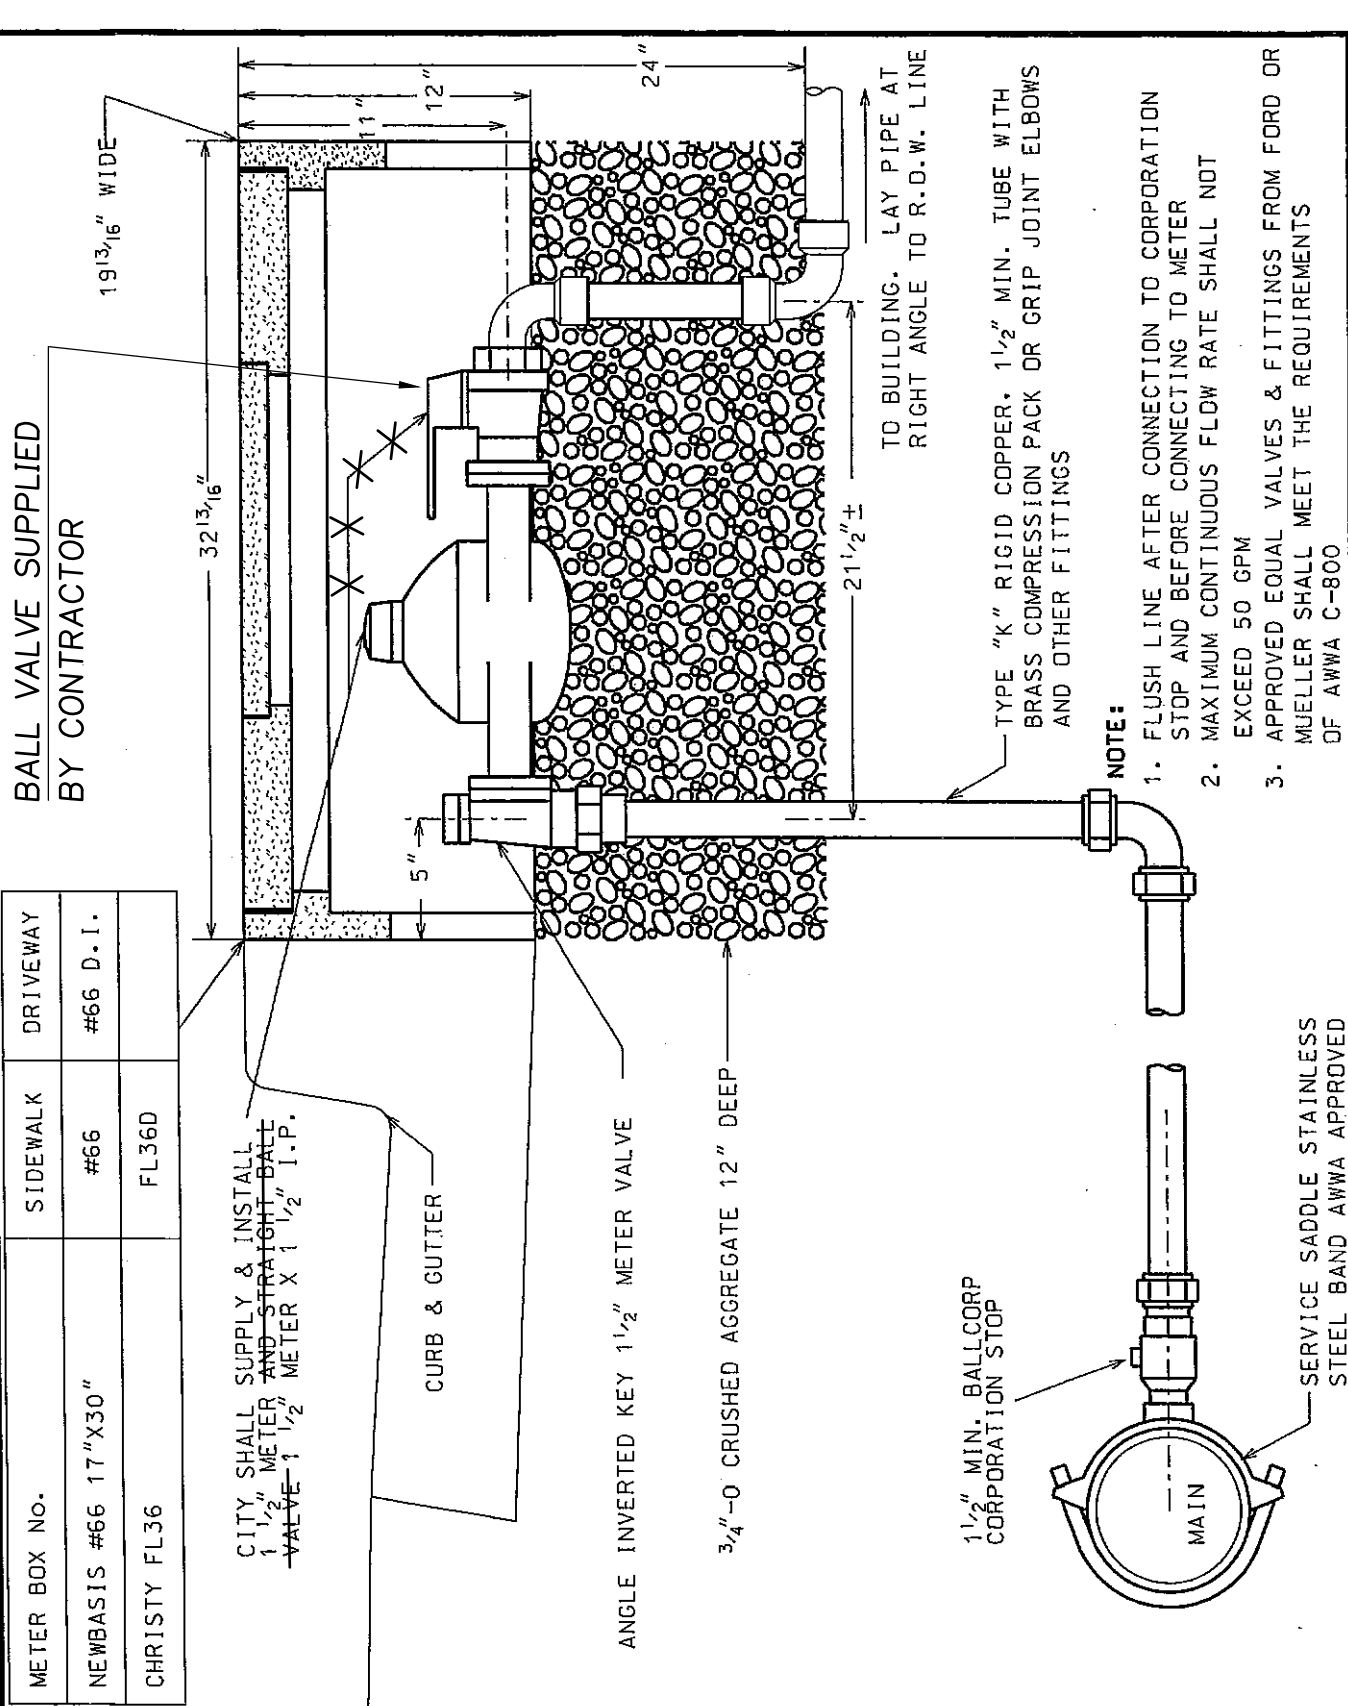 METER BOX No. SIDEWALK DRIVEWAY
NEWBASIS #66 17"X30" #66 #66 D.I.
CHRISTY FL36 FL36D
BALL VALVE SUPPLIED
BY CONTRACTOR
19 13/16" WIDE
32 13/16"
11"
12"
24"
5"
21 1/2"±
CITY SHALL SUPPLY & INSTALL
1 1/2" METER AND STRAIGHT BALL
VALVE 1 1/2" METER X 1 1/2" I.P.
CURB & GUTTER
ANGLE INVERTED KEY 1 1/2" METER VALVE
3/4"-0 CRUSHED AGGREGATE 12" DEEP
TO BUILDING. LAY PIPE AT
RIGHT ANGLE TO R.O.W. LINE
TYPE "K" RIGID COPPER. 1 1/2" MIN. TUBE WITH
BRASS COMPRESSION PACK OR GRIP JOINT ELBOWS
AND OTHER FITTINGS
1 1/2" MIN. BALLCORP
CORPORATION STOP
MAIN
SERVICE SADDLE STAINLESS
STEEL BAND AWWA APPROVED
NOTE:
1. FLUSH LINE AFTER CONNECTION TO CORPORATION
STOP AND BEFORE CONNECTING TO METER
2. MAXIMUM CONTINUOUS FLOW RATE SHALL NOT
EXCEED 50 GPM
3. APPROVED EQUAL VALVES & FITTINGS FROM FORD OR
MUELLER SHALL MEET THE REQUIREMENTS
OF AWWA C-800